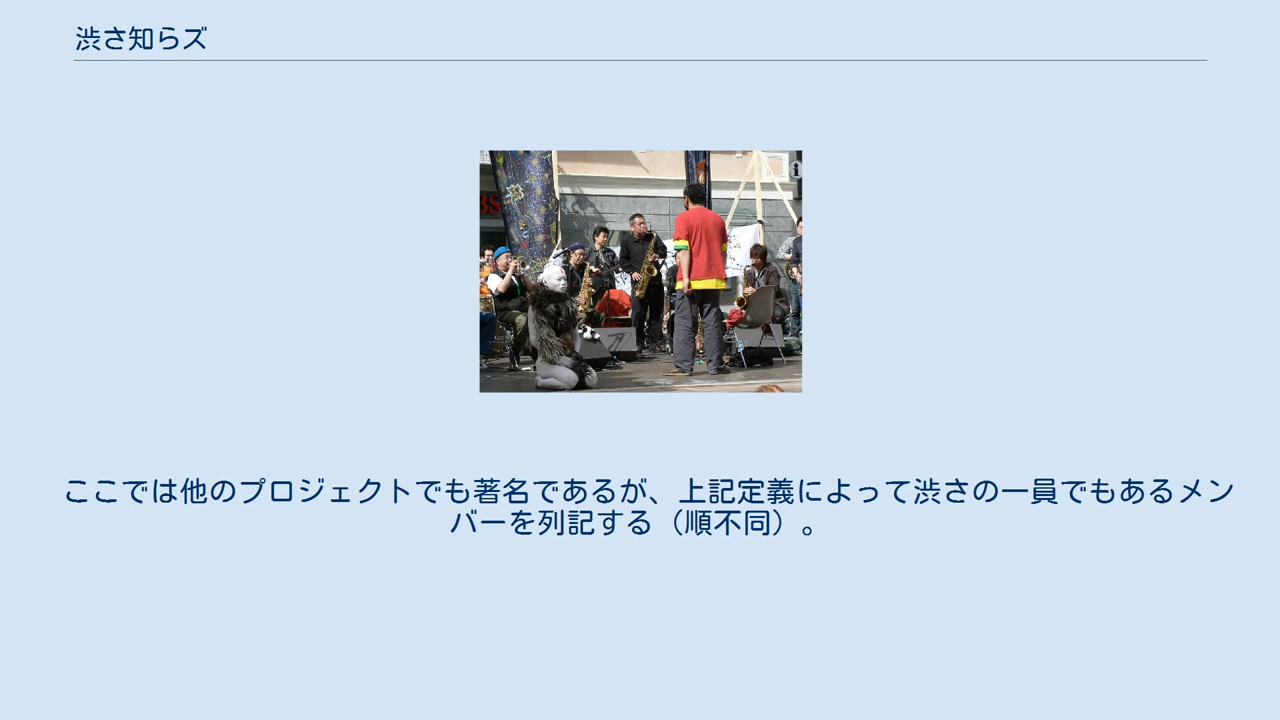 渋さ知らズ
ここでは他のプロジェクトでも著名であるが、上記定義によって渋さの一員でもあるメン
バーを列記する（順不同）。